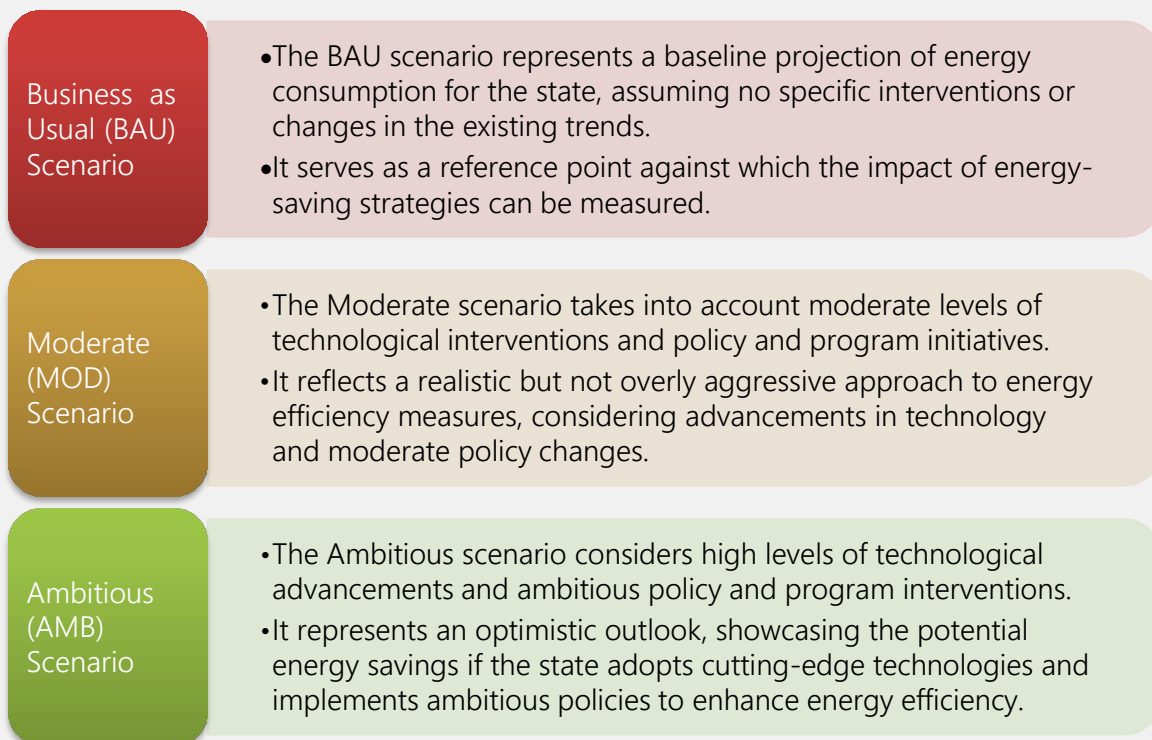 Business as
Usual (BAU)
Scenario
•The BAU scenario represents a baseline projection of energy
consumption for the state, assuming no specific interventions or
changes in the existing trends.
•It serves as a reference point against which the impact of energy-
saving strategies can be measured.
Moderate
(MOD)
Scenario
•The Moderate scenario takes into account moderate levels of
technological interventions and policy and program initiatives.
•It reflects a realistic but not overly aggressive approach to energy
efficiency measures, considering advancements in technology
and moderate policy changes.
Ambitious
(AMB)
Scenario
•The Ambitious scenario considers high levels of technological
advancements and ambitious policy and program interventions.
•It represents an optimistic outlook, showcasing the potential
energy savings if the state adopts cutting-edge technologies and
implements ambitious policies to enhance energy efficiency.